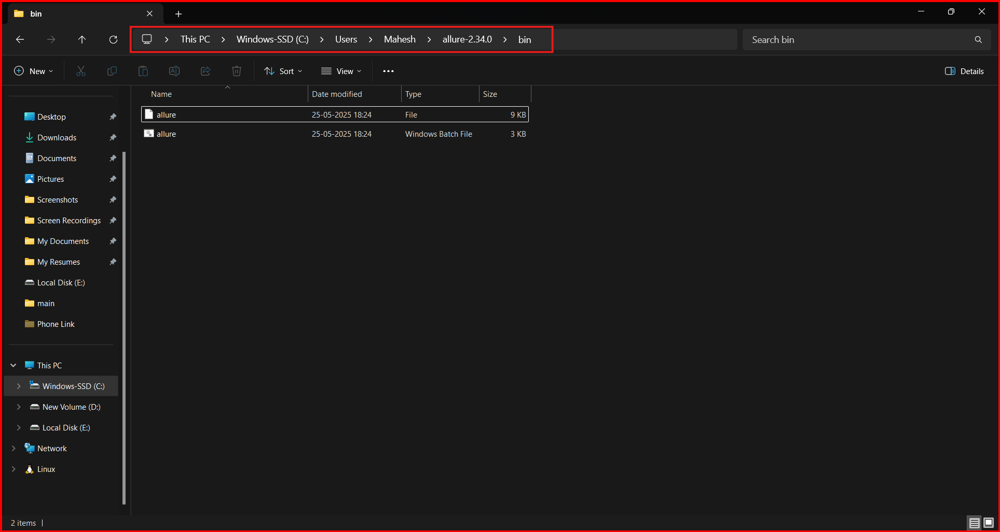 bin
This PC > Windows-SSD (C:) > Users > Mahesh > allure-2.34.0 > bin
Search bin
New
Sort
View
Details
Name Date modified Type Size
allure 25-05-2025 18:24 File 9 KB
allure 25-05-2025 18:24 Windows Batch File 3 KB
Desktop
Downloads
Documents
Pictures
Screenshots
Screen Recordings
My Documents
My Resumes
Local Disk (E:)
main
Phone Link
This PC
Windows-SSD (C:)
New Volume (D:)
Local Disk (E:)
Network
Linux
2 items